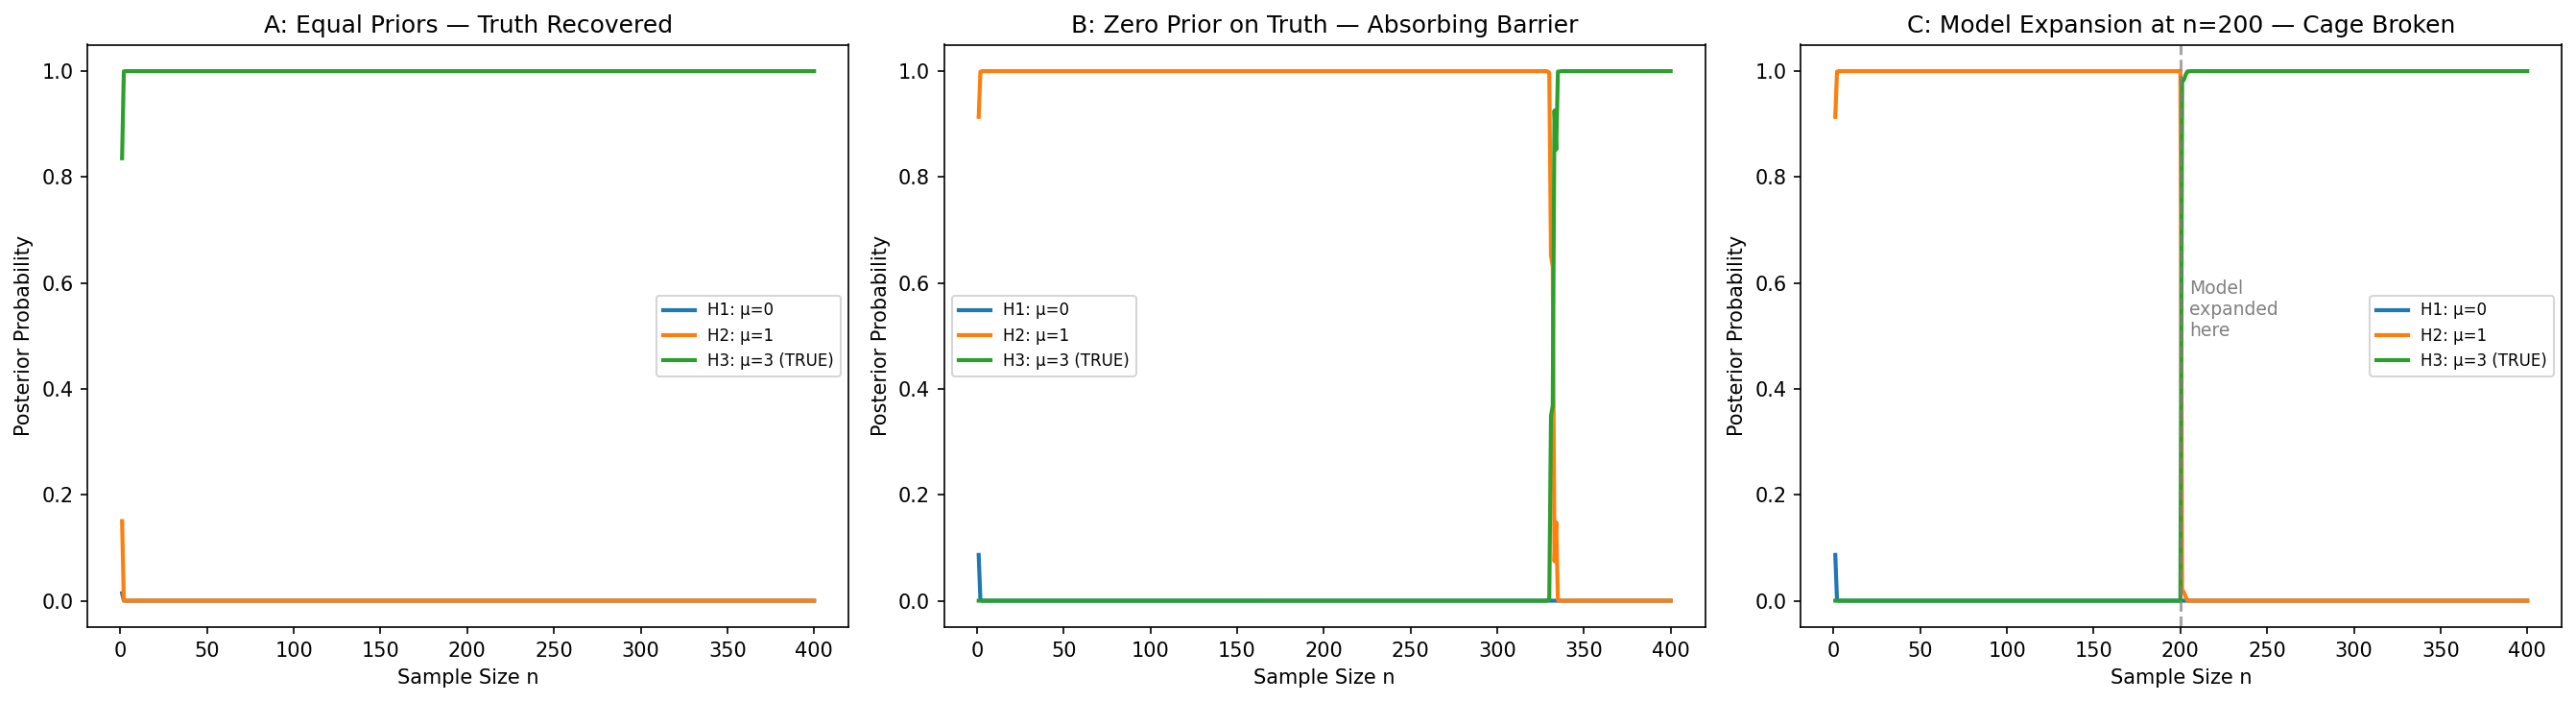 A: Equal Priors — Truth Recovered
Posterior Probability
1.0
0.8
0.6
0.4
0.2
0.0
H1: μ=0
H2: μ=1
H3: μ=3 (TRUE)
0 50 100 150 200 250 300 350 400
Sample Size n
B: Zero Prior on Truth — Absorbing Barrier
Posterior Probability
1.0
0.8
0.6
0.4
0.2
0.0
H1: μ=0
H2: μ=1
H3: μ=3 (TRUE)
0 50 100 150 200 250 300 350 400
Sample Size n
C: Model Expansion at n=200 — Cage Broken
Posterior Probability
1.0
0.8
0.6
0.4
0.2
0.0
Model
expanded
here
H1: μ=0
H2: μ=1
H3: μ=3 (TRUE)
0 50 100 150 200 250 300 350 400
Sample Size n